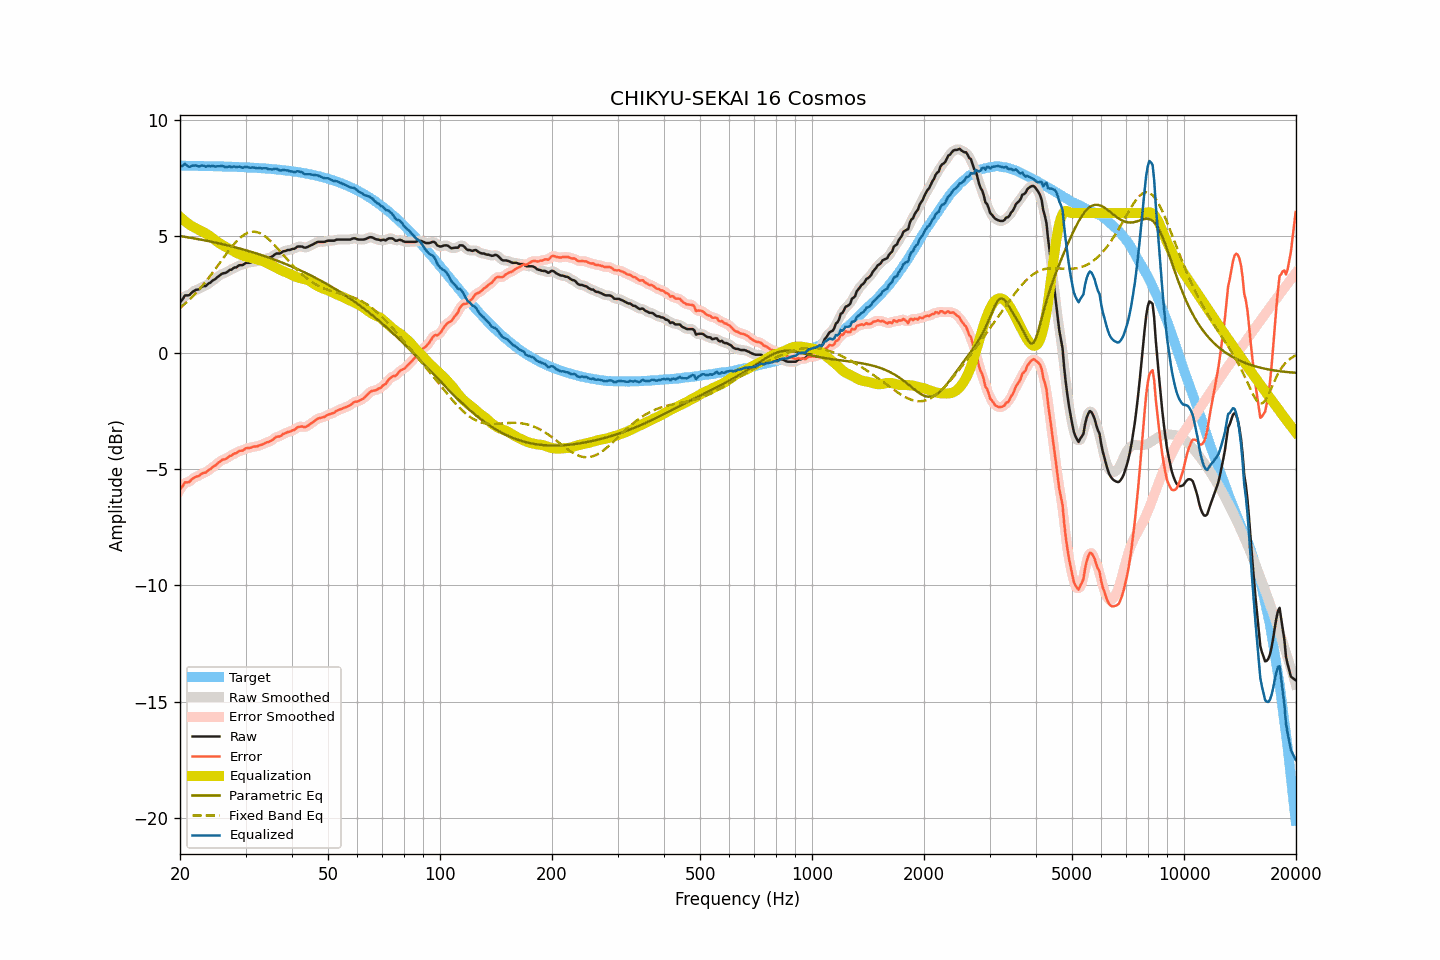 CHIKYU-SEKAI 16 Cosmos
10
5
0
−5
−10
−15
−20
Amplitude (dBr)
Target
Raw Smoothed
Error Smoothed
Raw
Error
Equalization
Parametric Eq
Fixed Band Eq
Equalized
20 50 100 200 500 1000 2000 5000 10000 20000
Frequency (Hz)